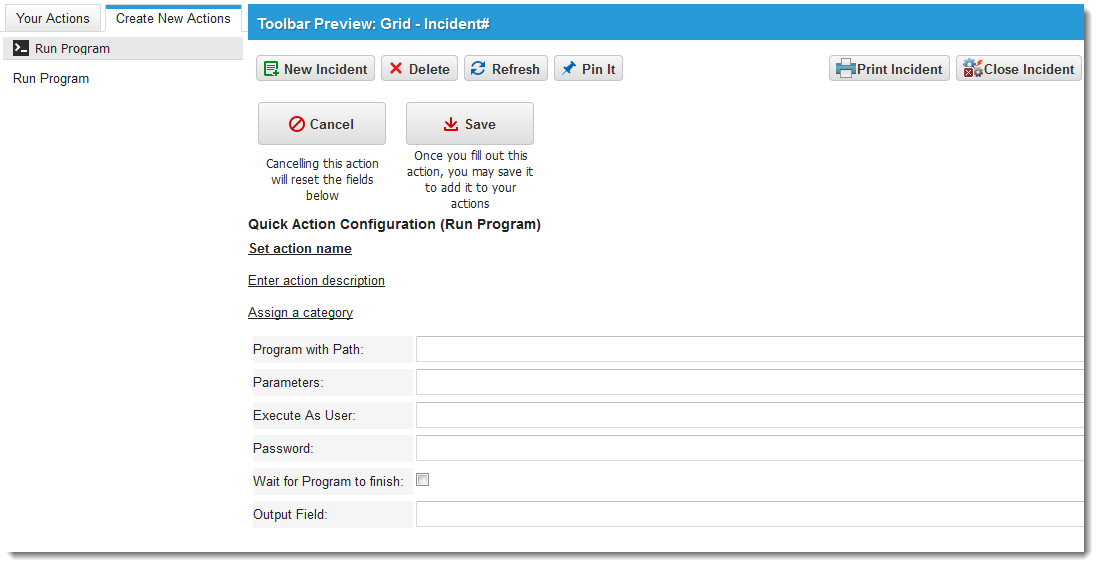 Your Actions
Create New Actions
Run Program
Run Program
Toolbar Preview: Grid - Incident#
New Incident
Delete
Refresh
Pin It
Print Incident
Close Incident
Cancel
Cancelling this action
will reset the fields
below
Save
Once you fill out this
action, you may save it
to add it to your
actions
Quick Action Configuration (Run Program)
Set action name
Enter action description
Assign a category
Program with Path:
Parameters:
Execute As User:
Password:
Wait for Program to finish:
Output Field: